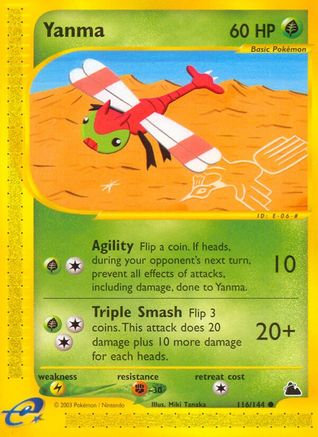 Yanma 60 HP
Basic Pokémon
ID: E-06-#
Agility Flip a coin. If heads,
during your opponent's next turn,
prevent all effects of attacks,
including damage, done to Yanma.
10
Triple Smash Flip 3
coins. This attack does 20
damage plus 10 more damage
for each heads.
20+
weakness resistance retreat cost
-30
©2003 Pokémon / Nintendo Illus. Miki Tanaka 116/144
e